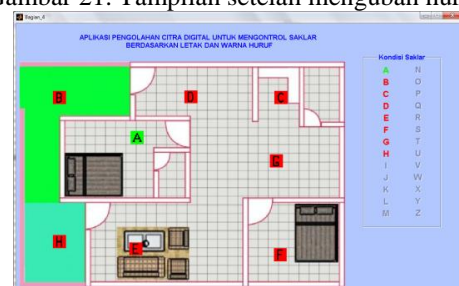 Gambar 21. Tampilan setelah mengubah hur
Bagian_4
APLIKASI PENGOLAHAN CITRA DIGITAL UNTUK MENGONTROL SAKLAR
BERDASARKAN LETAK DAN WARNA HURUF
Kondisi Saklar
A N
B O
C P
D Q
E R
F S
G T
H U
I V
J W
K X
L Y
M Z
B
D
C
A
G
H
E
F